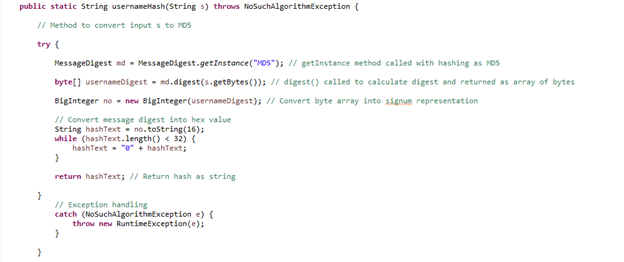 public static String usernameHash(String s) throws NoSuchAlgorithmException {
// Method to convert input s to MD5
try {
MessageDigest md = MessageDigest.getInstance("MD5"); // getInstance method called with hashing as MD5
byte[] usernameDigest = md.digest(s.getBytes()); // digest() called to calculate digest and returned as array of bytes
BigInteger no = new BigInteger(usernameDigest); // Convert byte array into signum representation
// Convert message digest into hex value
String hashText = no.toString(16);
while (hashText.length() < 32) {
hashText = "0" + hashText;
}
return hashText; // Return hash as string
}
// Exception handling
catch (NoSuchAlgorithmException e) {
throw new RuntimeException(e);
}
}